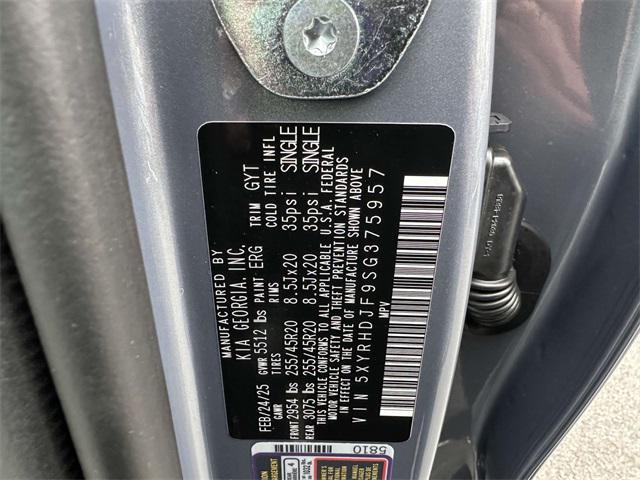 MANUFACTURED BY
KIA GEORGIA, INC.
FEB/24/25 GVWR 5512 lbs PAINT ERG TRIM GYT
GAWR TIRES RIMS COLD TIRE INFL
FRONT 2954 lbs 255/45R20 8.5Jx20 35psi SINGLE
REAR 3075 lbs 255/45R20 8.5Jx20 35psi SINGLE
THIS VEHICLE CONFORMS TO ALL APPLICABLE U.S.A. FEDERAL
MOTOR VEHICLE SAFETY AND THEFT PREVENTION STANDARDS
IN EFFECT ON THE DATE OF MANUFACTURE SHOWN ABOVE
VIN 5XYRHDJF9SG375957
MPV
5810